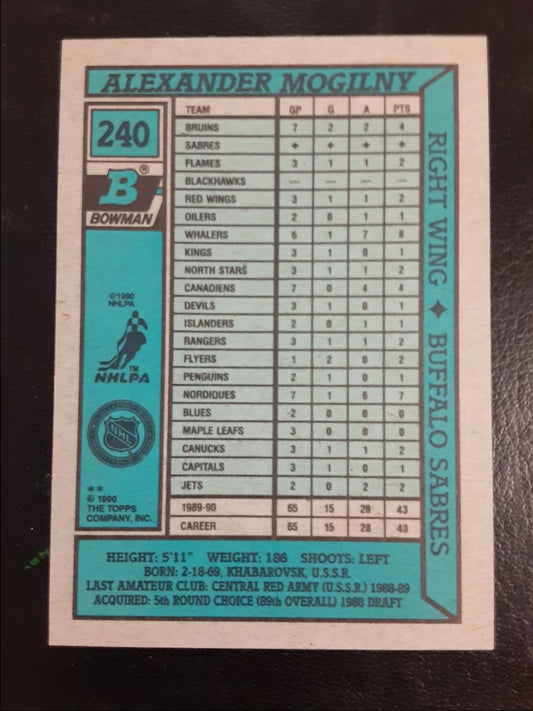 ALEXANDER MOGILNY
240
B®
BOWMAN
© 1990
NHLPA
TM
NHLPA
NHL
**
© 1990
THE TOPPS
COMPANY, INC.
TEAM GP G A PTS
BRUINS 7 2 2 4
SABRES ✦ ✦ ✦ ✦
FLAMES 3 1 1 2
BLACKHAWKS — — — —
RED WINGS 3 1 1 2
OILERS 2 0 1 1
WHALERS 6 1 7 8
KINGS 3 1 0 1
NORTH STARS 3 1 1 2
CANADIENS 7 0 4 4
DEVILS 3 1 0 1
ISLANDERS 2 0 1 1
RANGERS 3 1 1 2
FLYERS 1 2 0 2
PENGUINS 2 1 0 1
NORDIQUES 7 1 6 7
BLUES 2 0 0 0
MAPLE LEAFS 3 0 0 0
CANUCKS 3 1 1 2
CAPITALS 3 1 0 1
JETS 2 0 2 2
1989-90 65 15 28 43
CAREER 65 15 28 43
RIGHT WING ✦ BUFFALO SABRES
HEIGHT: 5'11" WEIGHT: 186 SHOOTS: LEFT
BORN: 2-18-69, KHABAROVSK, U.S.S.R.
LAST AMATEUR CLUB: CENTRAL RED ARMY (U.S.S.R.) 1988-89
ACQUIRED: 5th ROUND CHOICE (89th OVERALL) 1988 DRAFT